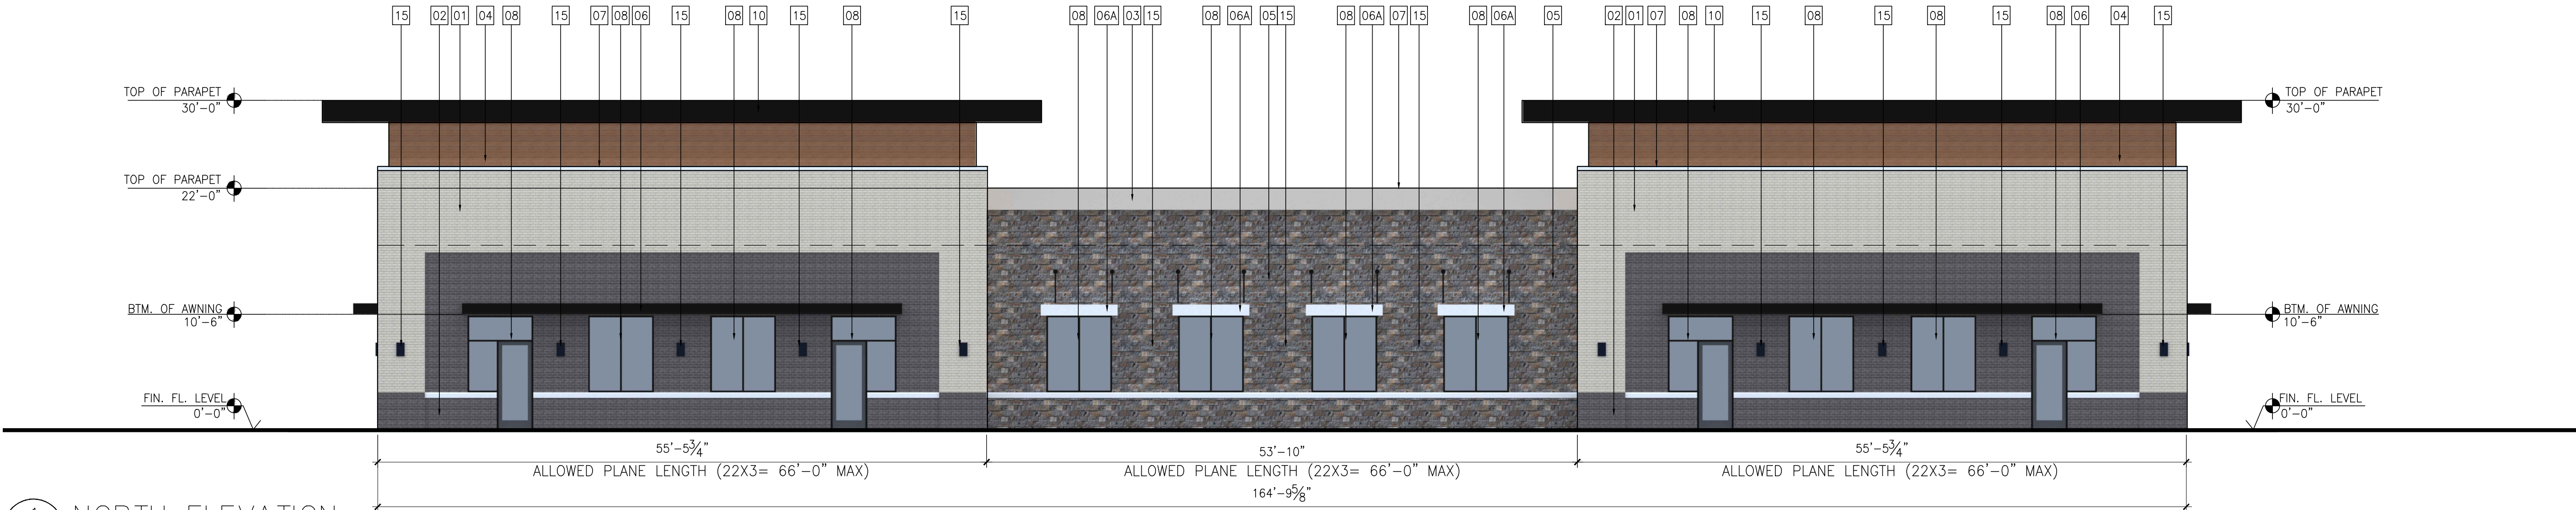 15 02 01 04 08 15 07 08 06 15 08 10 15 08 15 08 06A 03 15 08 06A 05 15 08 06A 07 15 08 06A 05 02 01 07 08 10 15 08 15 08 15 08 06 04 15
TOP OF PARAPET
30'-0"
TOP OF PARAPET
30'-0"
TOP OF PARAPET
22'-0"
BTM. OF AWNING
10'-6"
BTM. OF AWNING
10'-6"
FIN. FL. LEVEL
0'-0"
FIN. FL. LEVEL
0'-0"
55'-5¾"
53'-10"
55'-5¾"
ALLOWED PLANE LENGTH (22X3= 66'-0" MAX)
ALLOWED PLANE LENGTH (22X3= 66'-0" MAX)
ALLOWED PLANE LENGTH (22X3= 66'-0" MAX)
164'-9⅝"
NORTH ELEVATION